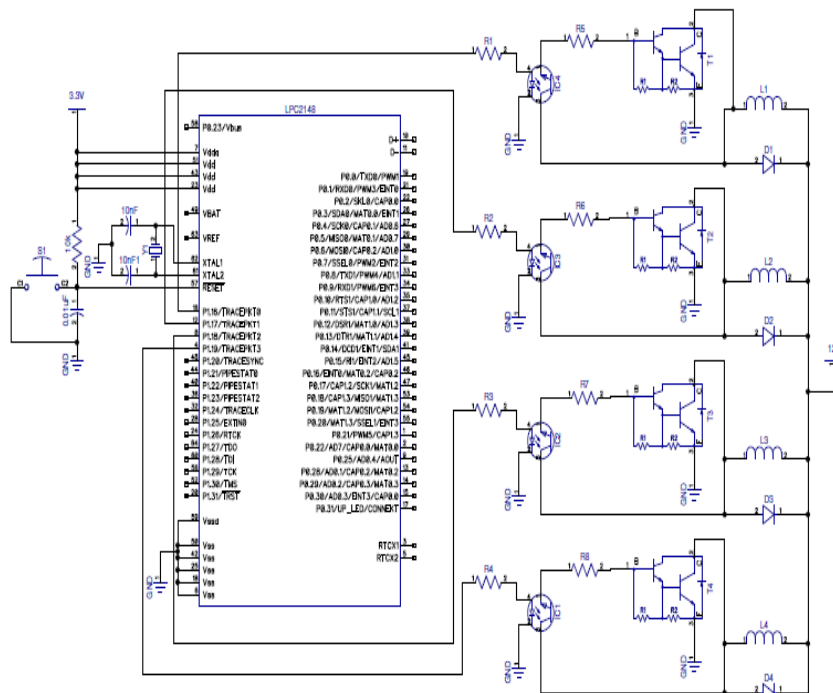 LPC2148
3.3V
P0.23/Vbus
Vdda
Vdd
Vdd
Vdd
VBAT
VREF
XTAL1
XTAL2
RESET
P1.16/TRACEPKT0
P1.17/TRACEPKT1
P1.18/TRACEPKT2
P1.19/TRACEPKT3
P1.20/TRACESYNC
P1.21/PIPESTAT0
P1.22/PIPESTAT1
P1.23/PIPESTAT2
P1.24/TRACECLK
P1.25/EXTIN0
P1.26/RTCK
P1.27/TDO
P1.28/TDI
P1.29/TCK
P1.30/TMS
P1.31/TRST
Vssd
Vss
Vss
Vss
Vss
Vss
D+
D-
P0.0/TXD0/PWM1
P0.1/RXD0/PWM3/EINT0
P0.2/SKL0/CAP0.0
P0.3/SDA0/MAT0.0/EINT1
P0.4/SCK0/CAP0.1/AD0.6
P0.5/MISO0/MAT0.1/AD0.7
P0.6/MOSI0/CAP0.2/AD1.0
P0.7/SSEL0/PWM2/EINT2
P0.8/TXD1/PWM4/AD1.1
P0.9/RXD1/PWM6/EINT3
P0.10/RTS1/CAP1.0/AD1.2
P0.11/STS1/CAP1.1/SCL1
P0.12/DSR1/MAT1.0/AD1.3
P0.13/DTR1/MAT1.1/AD1.4
P0.14/DCD1/EINT1/SDA1
P0.15/RI1/EINT2/AD1.5
P0.16/EINT0/MAT0.2/CAP0.2
P0.17/CAP1.2/SCK1/MAT1.2
P0.18/CAP1.3/MISO1/MAT1.3
P0.19/MAT1.2/MOSI1/CAP1.2
P0.20/MAT1.3/SSEL1/EINT3
P0.21/PWM5/CAP1.3
P0.22/AD7/CAP0.0/MAT0.0
P0.25/AD0.4/AOUT
P0.28/AD0.1/CAP0.2/MAT0.2
P0.29/AD0.2/CAP0.3/MAT0.3
P0.30/AD0.3/EINT3/CAP0.0
P0.31/UP_LED/CONNEKT
RTCX1
RTCX2
10k
S1
C1
C2
0.01uF
GND
10nF
10nF1
Y1
GND
GND
R1
R5
IC4
GND
B
C
E
R1
R2
T1
GND
L1
D1
R2
R6
IC3
GND
B
C
E
R1
R2
T2
GND
L2
D2
R3
R7
IC2
GND
B
C
E
R1
R2
T3
GND
L3
D3
R4
R8
IC1
GND
B
C
E
R1
R2
T4
GND
L4
D4